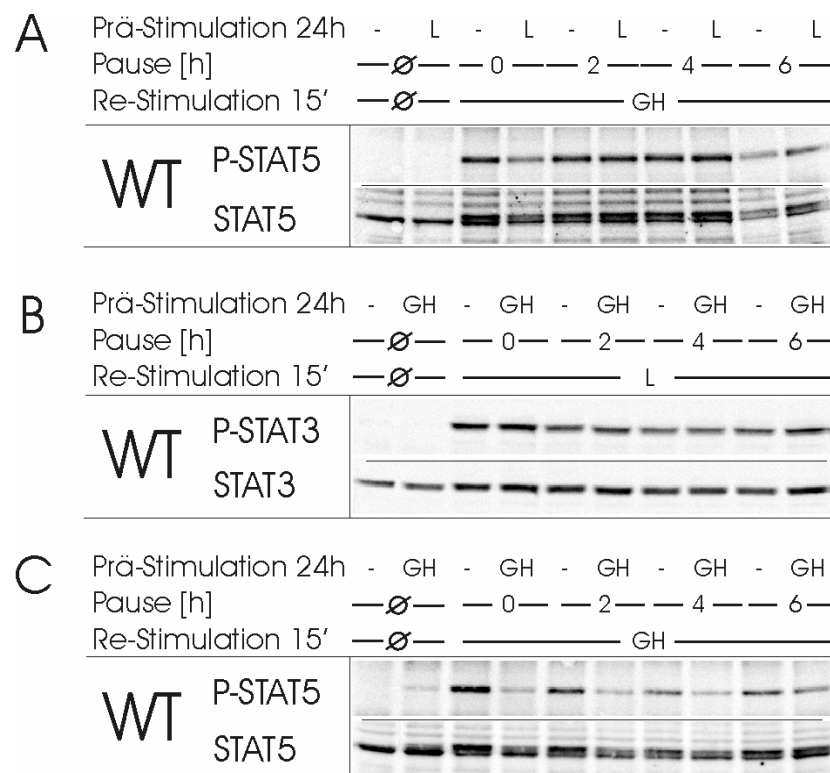 A
Prä-Stimulation 24h - L - L - L - L - L
Pause [h] Ø 0 2 4 6
Re-Stimulation 15’ Ø GH
WT
P-STAT5
STAT5
B
Prä-Stimulation 24h - GH - GH - GH - GH - GH
Pause [h] Ø 0 2 4 6
Re-Stimulation 15’ Ø L
WT
P-STAT3
STAT3
C
Prä-Stimulation 24h - GH - GH - GH - GH - GH
Pause [h] Ø 0 2 4 6
Re-Stimulation 15’ Ø GH
WT
P-STAT5
STAT5